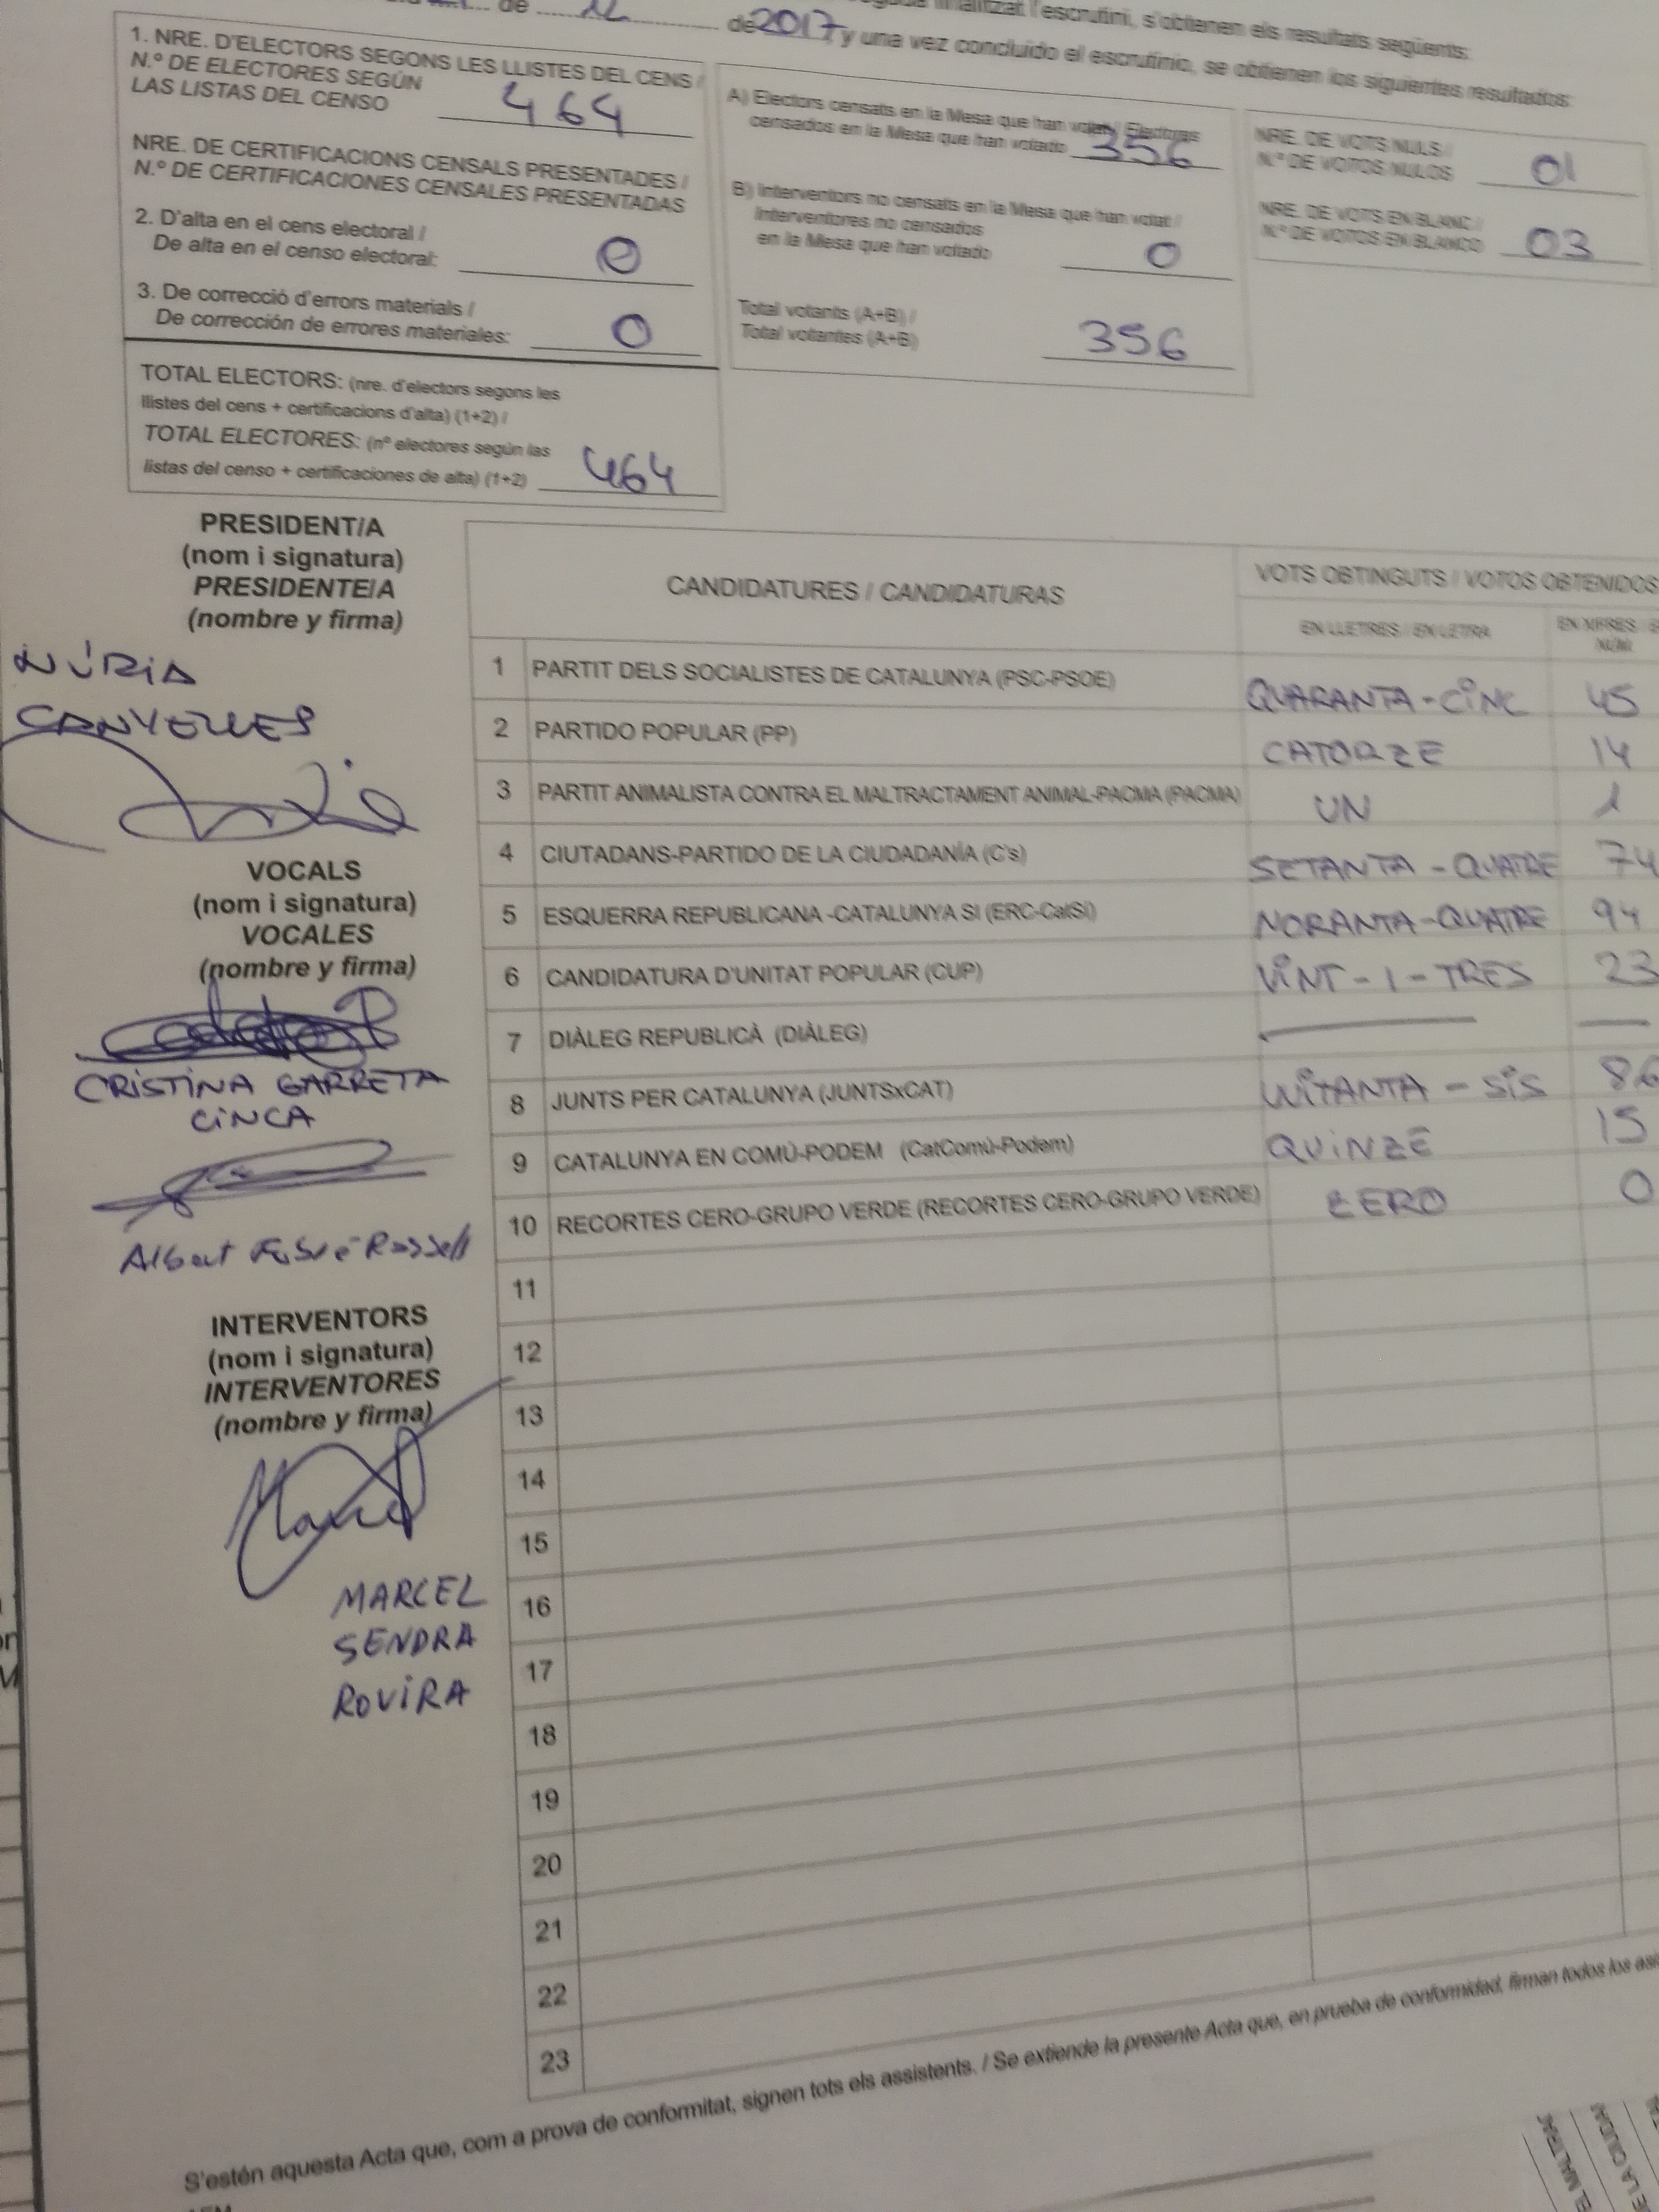 de 12 de 2017, y una vez concluido el escrutinio, se obtienen los siguientes resultados:
finalitzat l'escrutini, s'obtenen els resultats següents:
1. NRE. D'ELECTORS SEGONS LES LLISTES DEL CENS /
N.º DE ELECTORES SEGÚN
LAS LISTAS DEL CENSO 464
NRE. DE CERTIFICACIONS CENSALS PRESENTADES /
N.º DE CERTIFICACIONES CENSALES PRESENTADAS
2. D'alta en el cens electoral /
De alta en el censo electoral: 0
3. De correcció d'errors materials /
De corrección de errores materiales: 0
TOTAL ELECTORS: (nre. d'electors segons les
llistes del cens + certificacions d'alta) (1+2) /
TOTAL ELECTORES: (nº electores según las
listas del censo + certificaciones de alta) (1+2) 464
A) Electors censats en la Mesa que han votat / Electores
censados en la Mesa que han votado 356
B) Interventors no censats en la Mesa que han votat /
Interventores no censados
en la Mesa que han votado 0
Total votants (A+B) /
Total votantes (A+B) 356
NRE. DE VOTS NULS /
N.º DE VOTOS NULOS 01
NRE. DE VOTS EN BLANC /
N.º DE VOTOS EN BLANCO 03
PRESIDENT/A
(nom i signatura)
PRESIDENTE/A
(nombre y firma)
NÚRIA
CANYELLES
VOCALS
(nom i signatura)
VOCALES
(nombre y firma)
CRISTINA GARRETA
CINCA
Albert
INTERVENTORS
(nom i signatura)
INTERVENTORES
(nombre y firma)
MARCEL
SENDRA
ROVIRA
CANDIDATURES / CANDIDATURAS
VOTS OBTINGUTS / VOTOS OBTENIDOS
EN LLETRES / EN LETRA EN XIFRES /
1 PARTIT DELS SOCIALISTES DE CATALUNYA (PSC-PSOE) QUARANTA-CINC 45
2 PARTIDO POPULAR (PP) CATORZE 14
3 PARTIT ANIMALISTA CONTRA EL MALTRACTAMENT ANIMAL-PACMA (PACMA) UN 1
4 CIUTADANS-PARTIDO DE LA CIUDADANÍA (C's) SETANTA - QUATRE 74
5 ESQUERRA REPUBLICANA -CATALUNYA SI (ERC-CatSí) NORANTA-QUATRE 94
6 CANDIDATURA D'UNITAT POPULAR (CUP) VINT - I - TRES 23
7 DIÀLEG REPUBLICÀ (DIÀLEG) —
8 JUNTS PER CATALUNYA (JUNTSxCAT) VUITANTA - SIS 86
9 CATALUNYA EN COMÚ-PODEM (CatComú-Podem) QUINZE 15
10 RECORTES CERO-GRUPO VERDE (RECORTES CERO-GRUPO VERDE) ZERO 0
11
12
13
14
15
16
17
18
19
20
21
22
23
S'estén aquesta Acta que, com a prova de conformitat, signen tots els assistents. / Se extiende la presente Acta que, en prueba de conformidad, firman todos los